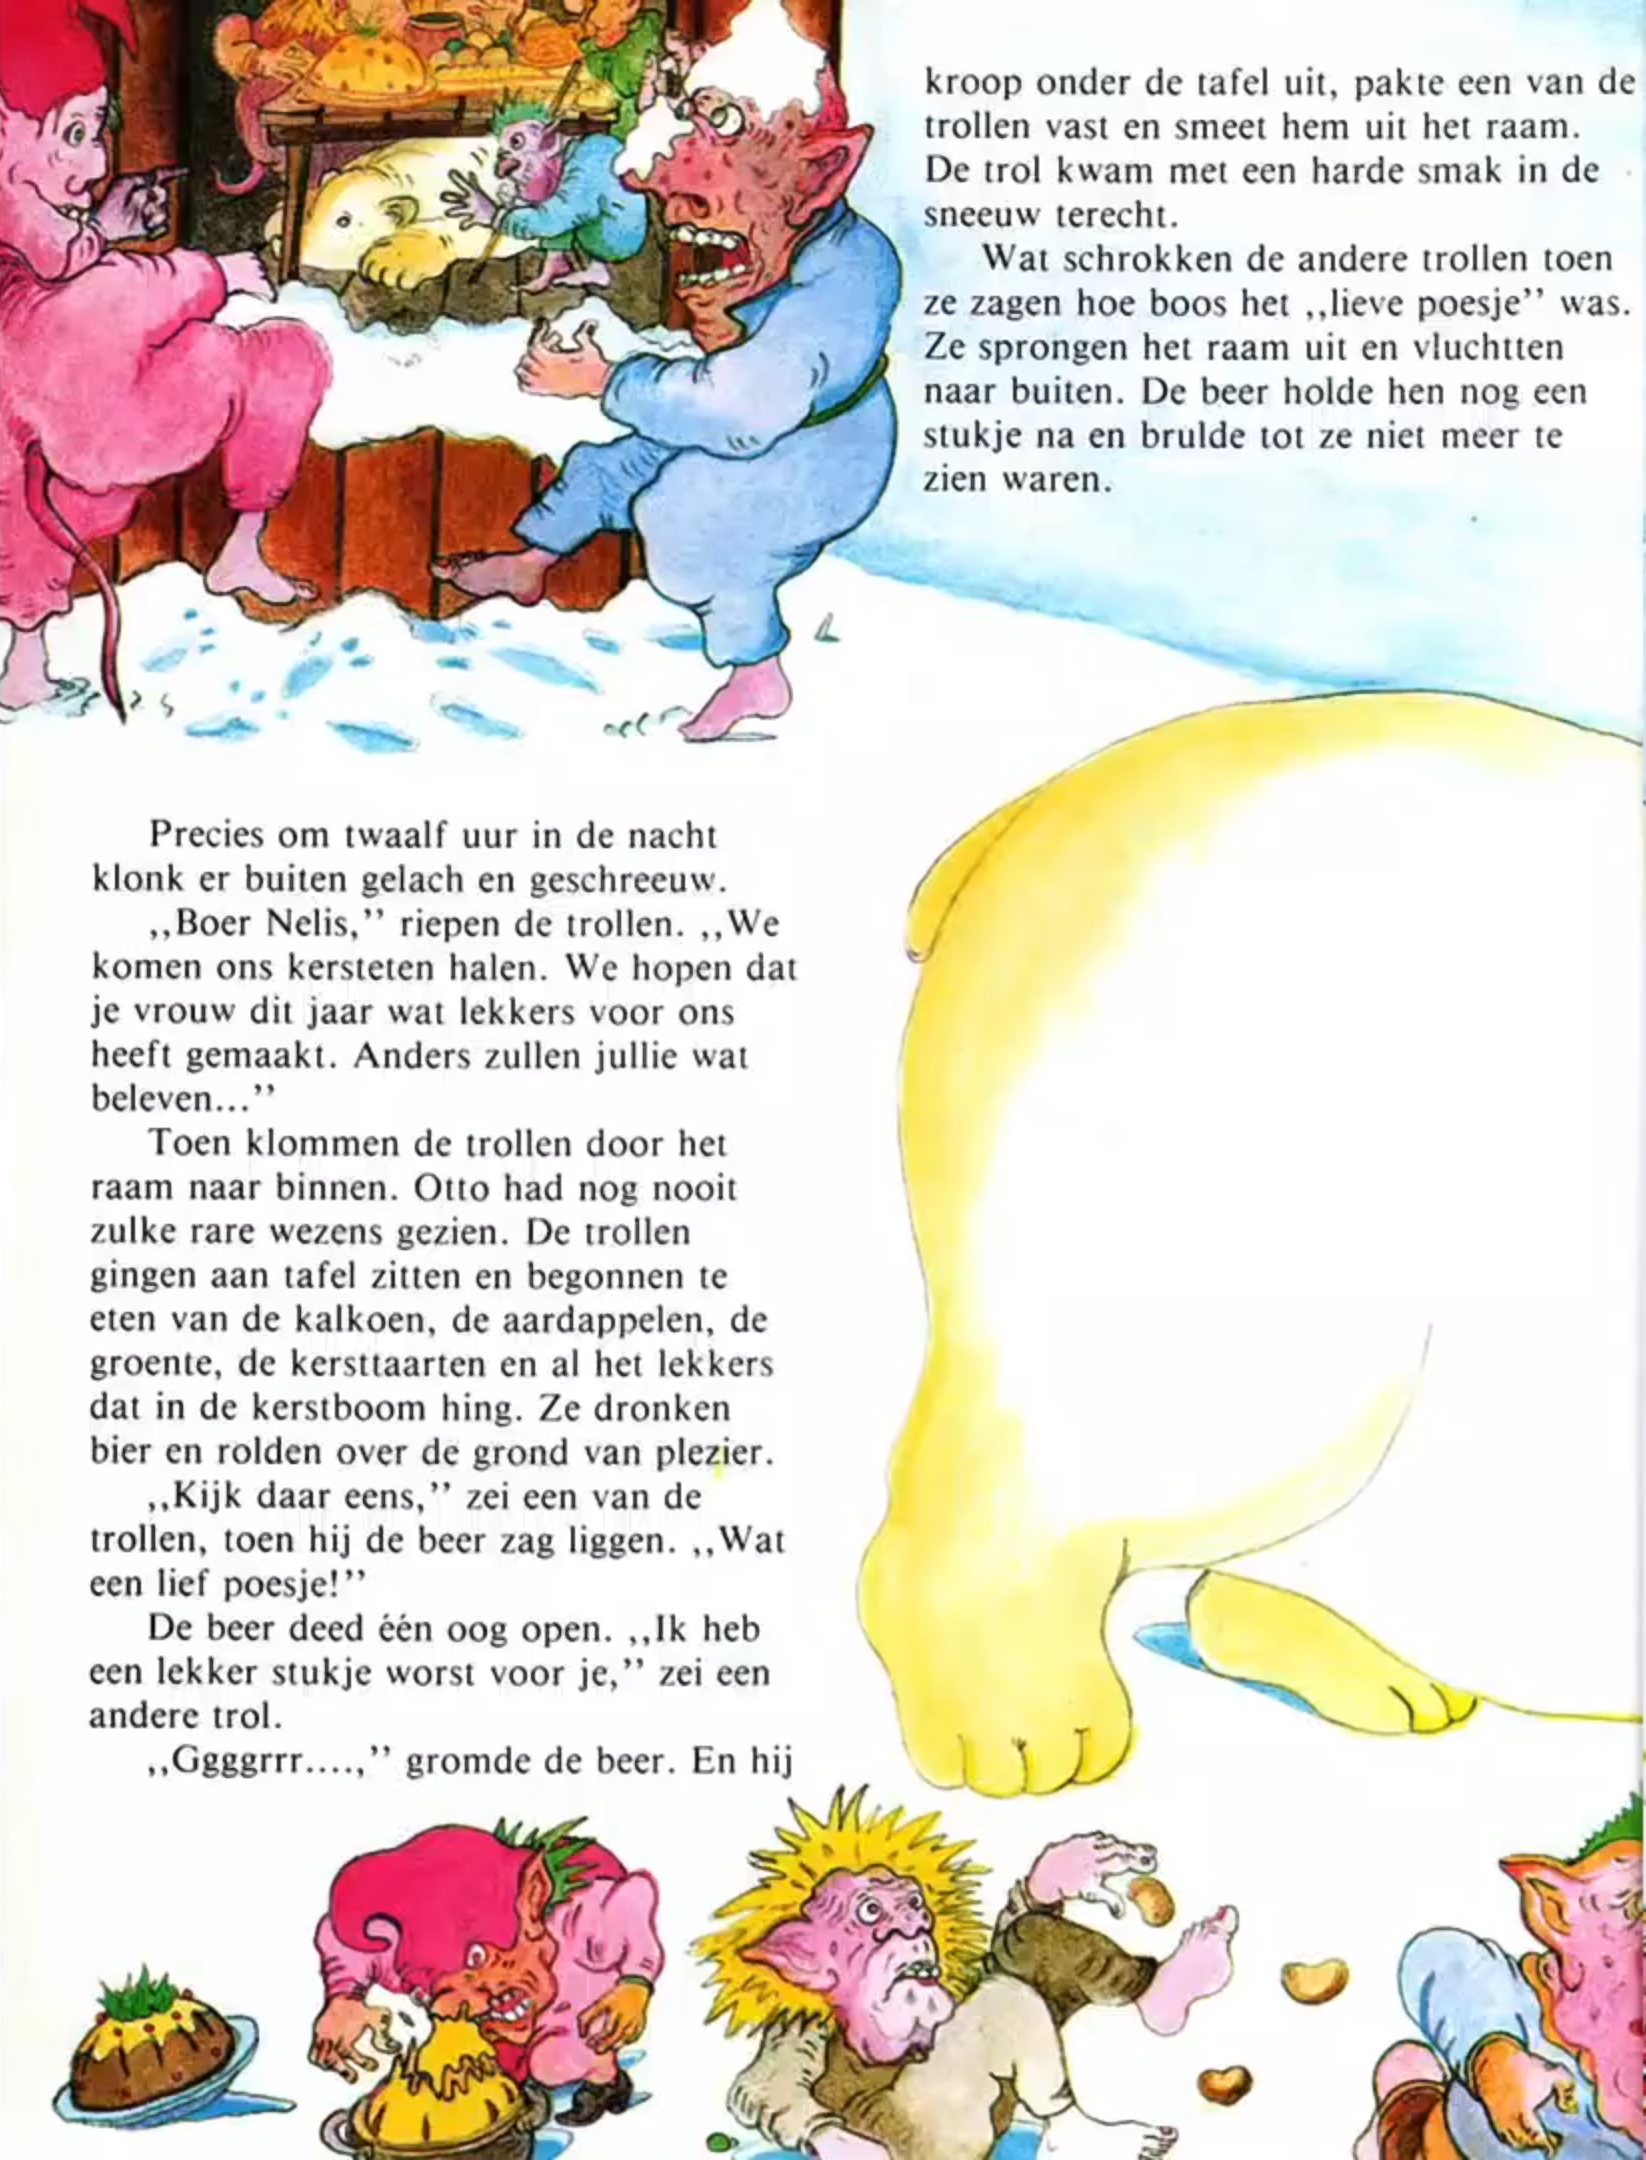 Precies om twaalf uur in de nacht
klonk er buiten gelach en geschreeuw.
,,Boer Nelis,” riepen de trollen. ,,We
komen ons kersteten halen. We hopen dat
je vrouw dit jaar wat lekkers voor ons
heeft gemaakt. Anders zullen jullie wat
beleven...”
Toen klommen de trollen door het
raam naar binnen. Otto had nog nooit
zulke rare wezens gezien. De trollen
gingen aan tafel zitten en begonnen te
eten van de kalkoen, de aardappelen, de
groente, de kersttaarten en al het lekkers
dat in de kerstboom hing. Ze dronken
bier en rolden over de grond van plezier.
,,Kijk daar eens,” zei een van de
trollen, toen hij de beer zag liggen. ,,Wat
een lief poesje!”
De beer deed één oog open. ,,Ik heb
een lekker stukje worst voor je,” zei een
andere trol.
,,Ggggrrr....,” gromde de beer. En hij
kroop onder de tafel uit, pakte een van de
trollen vast en smeet hem uit het raam.
De trol kwam met een harde smak in de
sneeuw terecht.
Wat schrokken de andere trollen toen
ze zagen hoe boos het ,,lieve poesje” was.
Ze sprongen het raam uit en vluchtten
naar buiten. De beer holde hen nog een
stukje na en brulde tot ze niet meer te
zien waren.